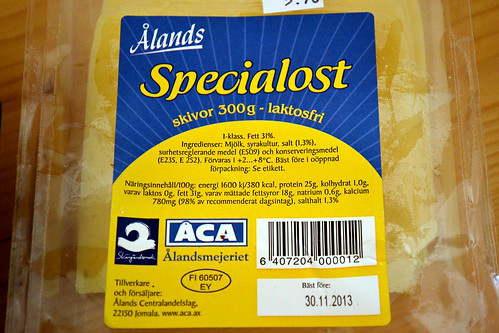 Ålands
Specialost
skivor 300g - laktosfri
I-klass. Fett 31%.
Ingredienser: Mjölk, syrakultur, salt (1,3%),
surhetsreglerande medel (E509) och konserveringsmedel
(E235, E 252). Förvaras i +2...+8°C. Bäst före i oöppnad
förpackning: Se etikett.
Näringsinnehåll/100g: energi 1600 kj/380 kcal, protein 25g, kolhydrat 1,0g,
varav laktos 0g, fett 31g, varav mättade fettsyror 18g, natrium 0,6g, kalcium
780mg (98% av recommenderat dagsintag), salthalt 1,3%
ÅCA
Ålandsmejeriet
6 407204 000012
Tillverkare
och försäljare:
Ålands Centralandelslag,
22150 Jomala. www.aca.ax
FI 60507
EY
Bäst före:
30.11.2013